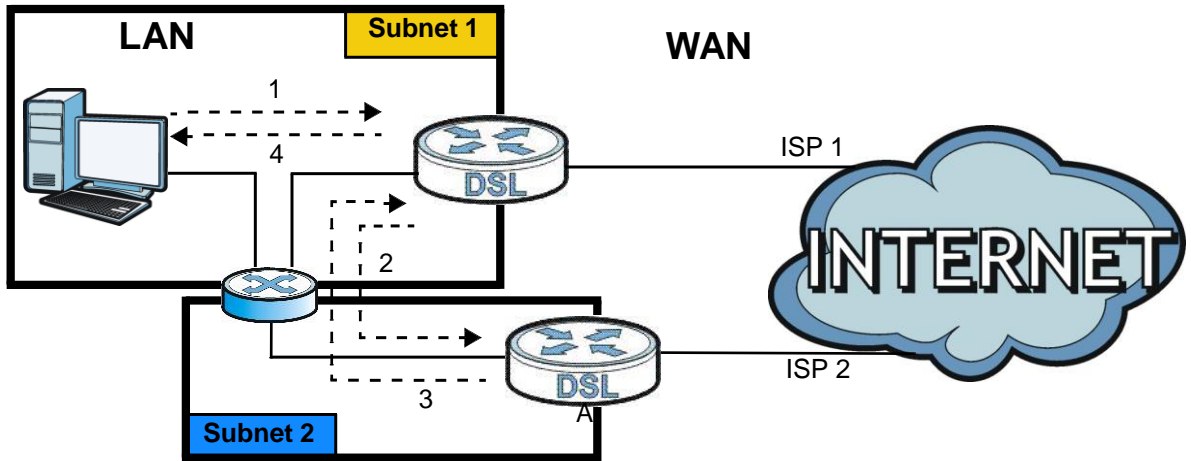 LAN
Subnet 1
WAN
1
4
ISP 1
DSL
2
INTERNET
ISP 2
3
DSL
A
Subnet 2